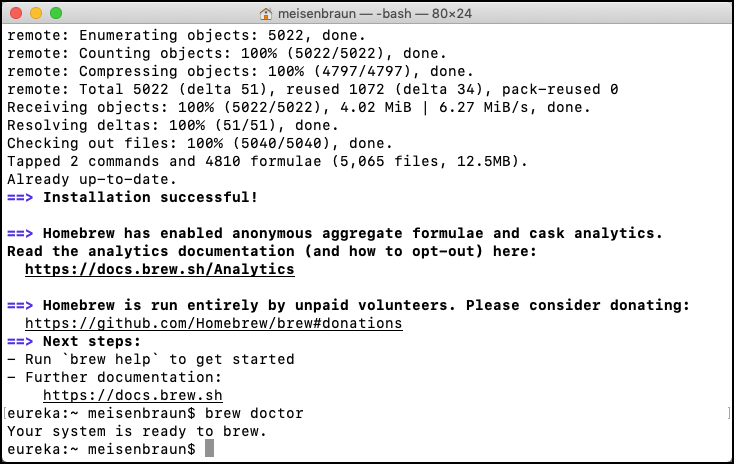 meisenbraun — -bash — 80×24
remote: Enumerating objects: 5022, done.
remote: Counting objects: 100% (5022/5022), done.
remote: Compressing objects: 100% (4797/4797), done.
remote: Total 5022 (delta 51), reused 1072 (delta 34), pack-reused 0
Receiving objects: 100% (5022/5022), 4.02 MiB | 6.27 MiB/s, done.
Resolving deltas: 100% (51/51), done.
Checking out files: 100% (5040/5040), done.
Tapped 2 commands and 4810 formulae (5,065 files, 12.5MB).
Already up-to-date.
==> Installation successful!
==> Homebrew has enabled anonymous aggregate formulae and cask analytics.
Read the analytics documentation (and how to opt-out) here:
https://docs.brew.sh/Analytics
==> Homebrew is run entirely by unpaid volunteers. Please consider donating:
https://github.com/Homebrew/brew#donations
==> Next steps:
– Run `brew help` to get started
– Further documentation:
https://docs.brew.sh
[eureka:~ meisenbraun$ brew doctor ]
Your system is ready to brew.
eureka:~ meisenbraun$